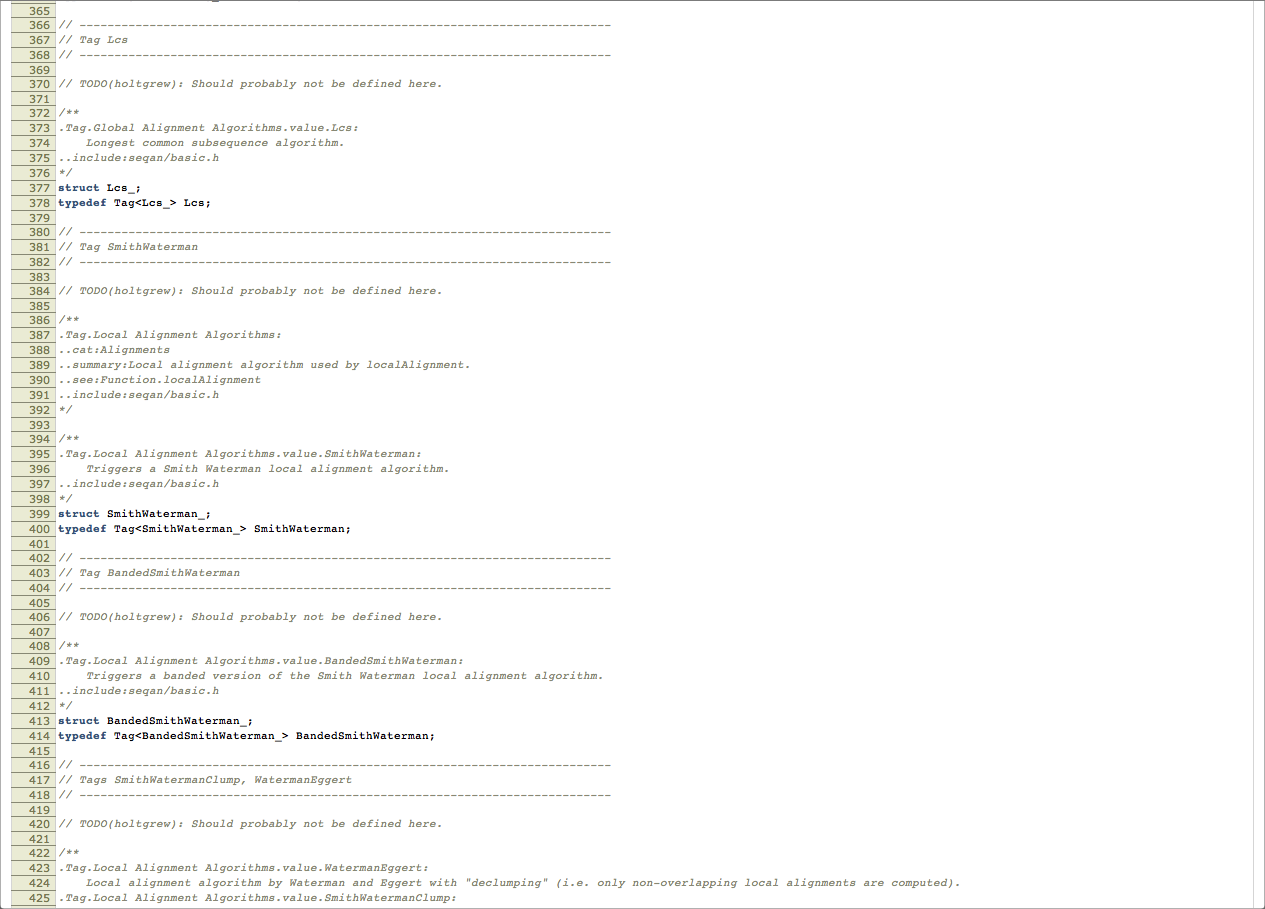 365
366 // ----------------------------------------------------------------------------
367 // Tag Lcs
368 // ----------------------------------------------------------------------------
369
370 // TODO(holtgrew): Should probably not be defined here.
371
372 /**
373 .Tag.Global Alignment Algorithms.value.Lcs:
374     Longest common subsequence algorithm.
375 ..include:seqan/basic.h
376 */
377 struct Lcs_;
378 typedef Tag<Lcs_> Lcs;
379
380 // ----------------------------------------------------------------------------
381 // Tag SmithWaterman
382 // ----------------------------------------------------------------------------
383
384 // TODO(holtgrew): Should probably not be defined here.
385
386 /**
387 .Tag.Local Alignment Algorithms:
388 ..cat:Alignments
389 ..summary:Local alignment algorithm used by localAlignment.
390 ..see:Function.localAlignment
391 ..include:seqan/basic.h
392 */
393
394 /**
395 .Tag.Local Alignment Algorithms.value.SmithWaterman:
396     Triggers a Smith Waterman local alignment algorithm.
397 ..include:seqan/basic.h
398 */
399 struct SmithWaterman_;
400 typedef Tag<SmithWaterman_> SmithWaterman;
401
402 // ----------------------------------------------------------------------------
403 // Tag BandedSmithWaterman
404 // ----------------------------------------------------------------------------
405
406 // TODO(holtgrew): Should probably not be defined here.
407
408 /**
409 .Tag.Local Alignment Algorithms.value.BandedSmithWaterman:
410     Triggers a banded version of the Smith Waterman local alignment algorithm.
411 ..include:seqan/basic.h
412 */
413 struct BandedSmithWaterman_;
414 typedef Tag<BandedSmithWaterman_> BandedSmithWaterman;
415
416 // ----------------------------------------------------------------------------
417 // Tags SmithWatermanClump, WatermanEggert
418 // ----------------------------------------------------------------------------
419
420 // TODO(holtgrew): Should probably not be defined here.
421
422 /**
423 .Tag.Local Alignment Algorithms.value.WatermanEggert:
424     Local alignment algorithm by Waterman and Eggert with "declumping" (i.e. only non-overlapping local alignments are computed).
425 .Tag.Local Alignment Algorithms.value.SmithWatermanClump: